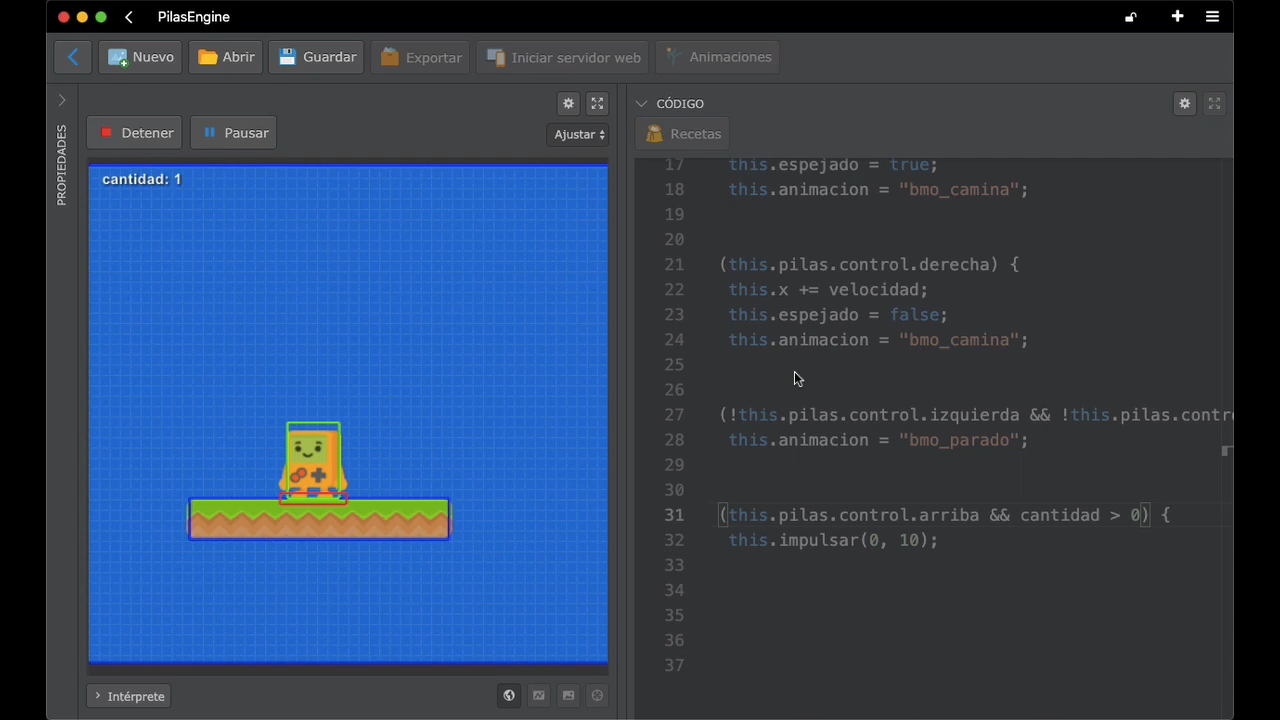 PilasEngine
Nuevo
Abrir
Guardar
Exportar
Iniciar servidor web
Animaciones
PROPIEDADES
Detener
Pausar
Ajustar
cantidad: 1
Intérprete
CÓDIGO
Recetas
17 this.espejado = true;
18 this.animacion = "bmo_camina";
19
20
21 (this.pilas.control.derecha) {
22 this.x += velocidad;
23 this.espejado = false;
24 this.animacion = "bmo_camina";
25
26
27 (!this.pilas.control.izquierda && !this.pilas.contr
28 this.animacion = "bmo_parado";
29
30
31 (this.pilas.control.arriba && cantidad > 0) {
32 this.impulsar(0, 10);
33
34
35
36
37